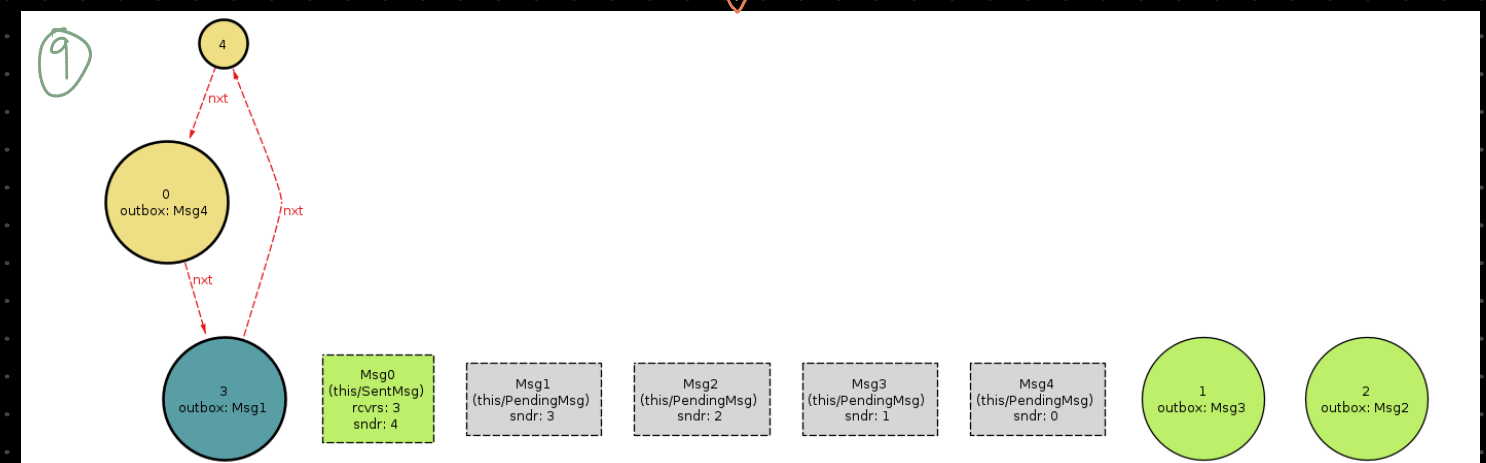 9
4
nxt
0
outbox: Msg4
nxt
nxt
3
outbox: Msg1
Msg0
(this/SentMsg)
rcvrs: 3
sndr: 4
Msg1
(this/PendingMsg)
sndr: 3
Msg2
(this/PendingMsg)
sndr: 2
Msg3
(this/PendingMsg)
sndr: 1
Msg4
(this/PendingMsg)
sndr: 0
1
outbox: Msg3
2
outbox: Msg2